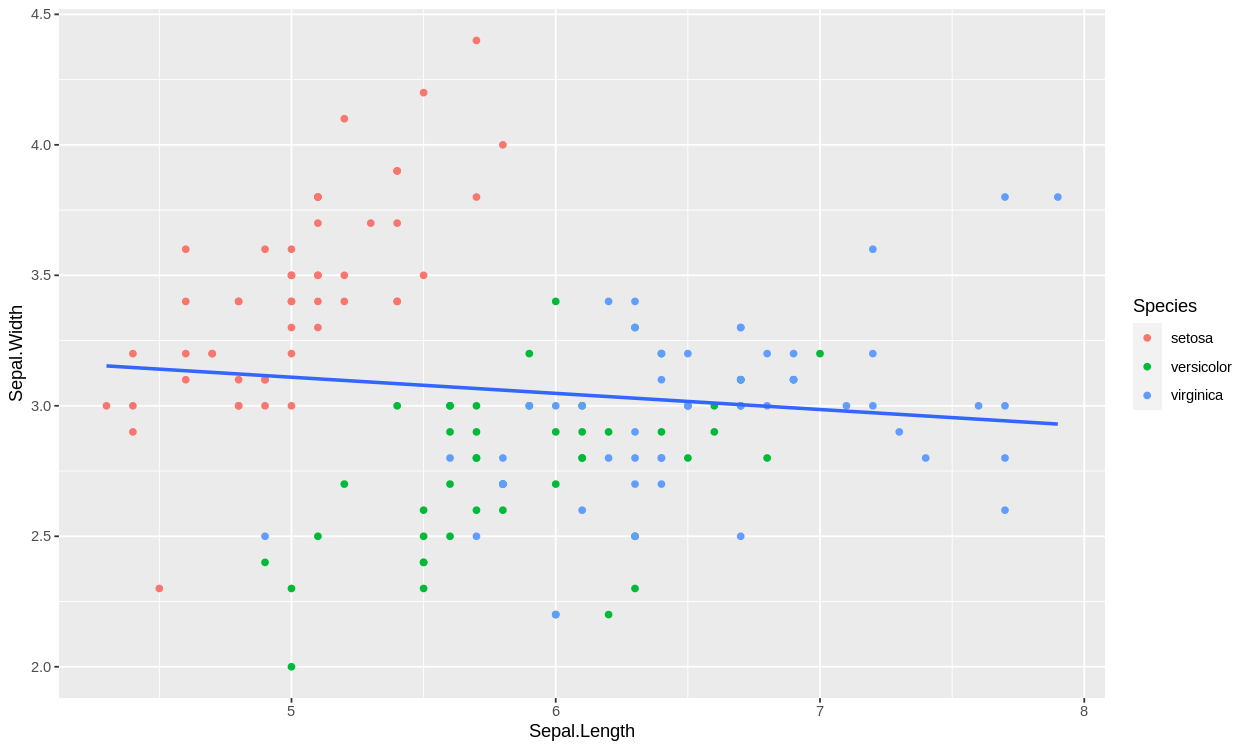 4.5
4.0
3.5
3.0
2.5
2.0
Sepal.Width
5 6 7 8
Sepal.Length
Species
setosa
versicolor
virginica